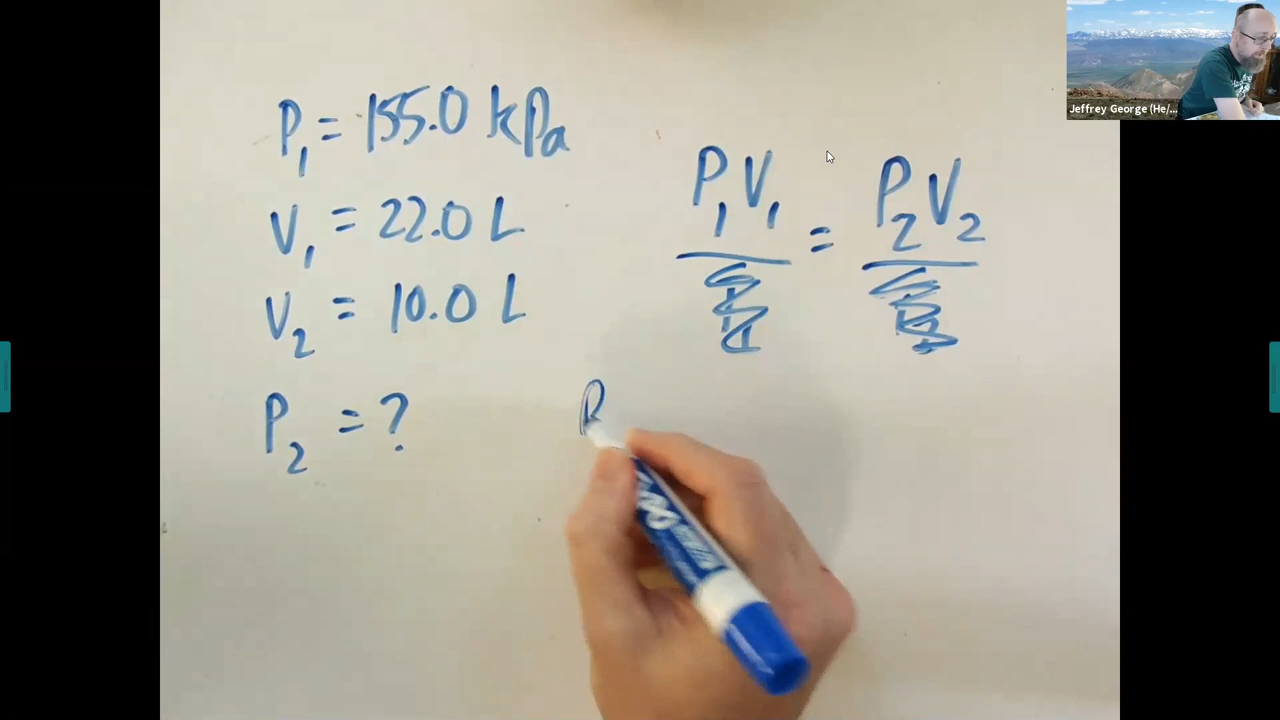 P₁ = 155.0 kPa
V₁ = 22.0 L
V₂ = 10.0 L
P₂ = ?
P₁V₁ = P₂V₂
P
Jeffrey George (He/...